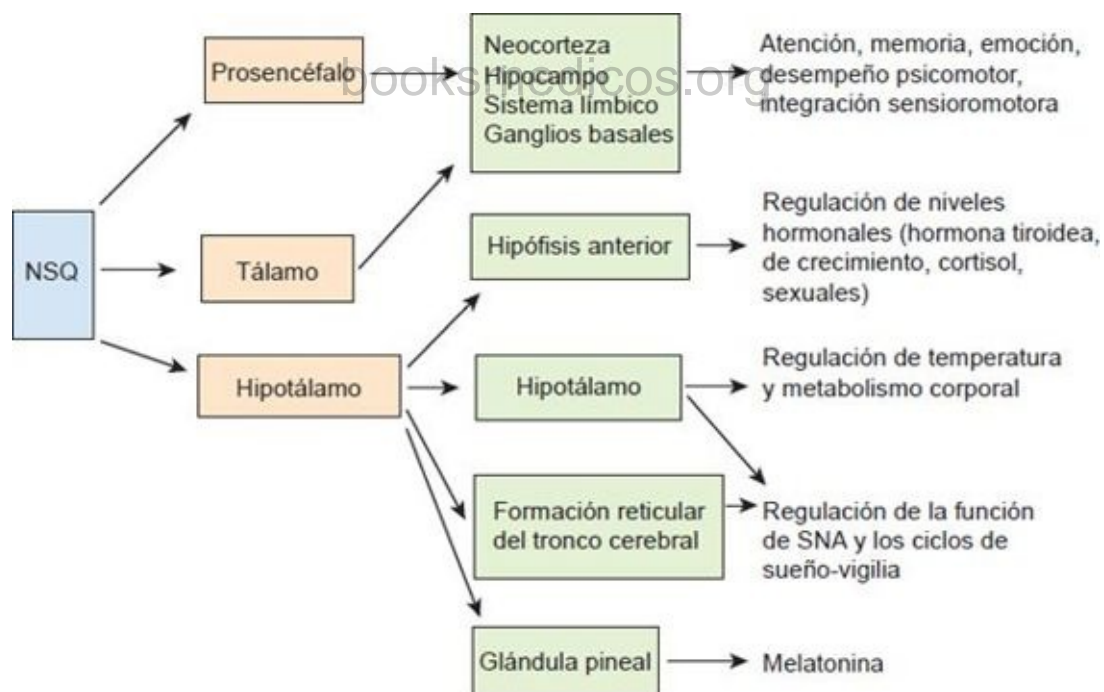 Prosencéfalo
Neocorteza
Hipocampo
Sistema límbico
Ganglios basales
Atención, memoria, emoción,
desempeño psicomotor,
integración sensioromotora
booksmedicos.org
NSQ
Tálamo
Hipófisis anterior
Regulación de niveles
hormonales (hormona tiroidea,
de crecimiento, cortisol,
sexuales)
Hipotálamo
Hipotálamo
Regulación de temperatura
y metabolismo corporal
Formación reticular
del tronco cerebral
Regulación de la función
de SNA y los ciclos de
sueño-vigilia
Glándula pineal
Melatonina